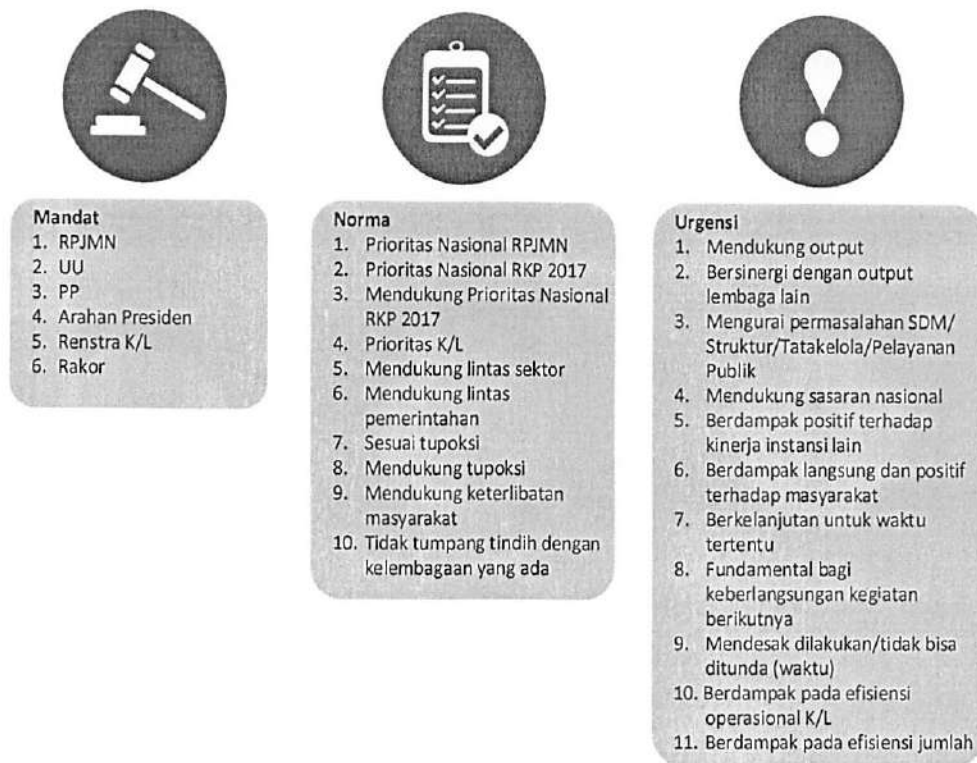 Mandat
1. RPJMN
2. UU
3. PP
4. Arahan Presiden
5. Renstra K/L
6. Rakor
Norma
1. Prioritas Nasional RPJMN
2. Prioritas Nasional RKP 2017
3. Mendukung Prioritas Nasional
RKP 2017
4. Prioritas K/L
5. Mendukung lintas sektor
6. Mendukung lintas
pemerintahan
7. Sesuai tupoksi
8. Mendukung tupoksi
9. Mendukung keterlibatan
masyarakat
10. Tidak tumpang tindih dengan
kelembagaan yang ada
Urgensi
1. Mendukung output
2. Bersinergi dengan output
lembaga lain
3. Mengurai permasalahan SDM/
Struktur/Tatakelola/Pelayanan
Publik
4. Mendukung sasaran nasional
5. Berdampak positif terhadap
kinerja instansi lain
6. Berdampak langsung dan positif
terhadap masyarakat
7. Berkelanjutan untuk waktu
tertentu
8. Fundamental bagi
keberlangsungan kegiatan
berikutnya
9. Mendesak dilakukan/tidak bisa
ditunda (waktu)
10. Berdampak pada efisiensi
operasional K/L
11. Berdampak pada efisiensi jumlah